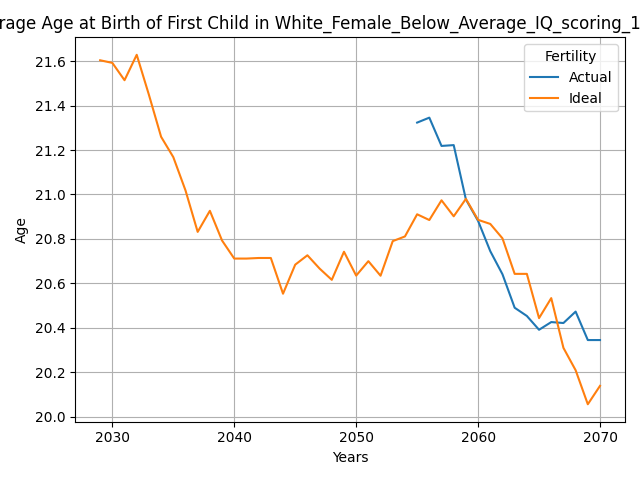 rage Age at Birth of First Child in White_Female_Below_Average_IQ_scoring_1
Fertility
Actual
Ideal
21.6
21.4
21.2
21.0
20.8
20.6
20.4
20.2
20.0
Age
2030 2040 2050 2060 2070
Years